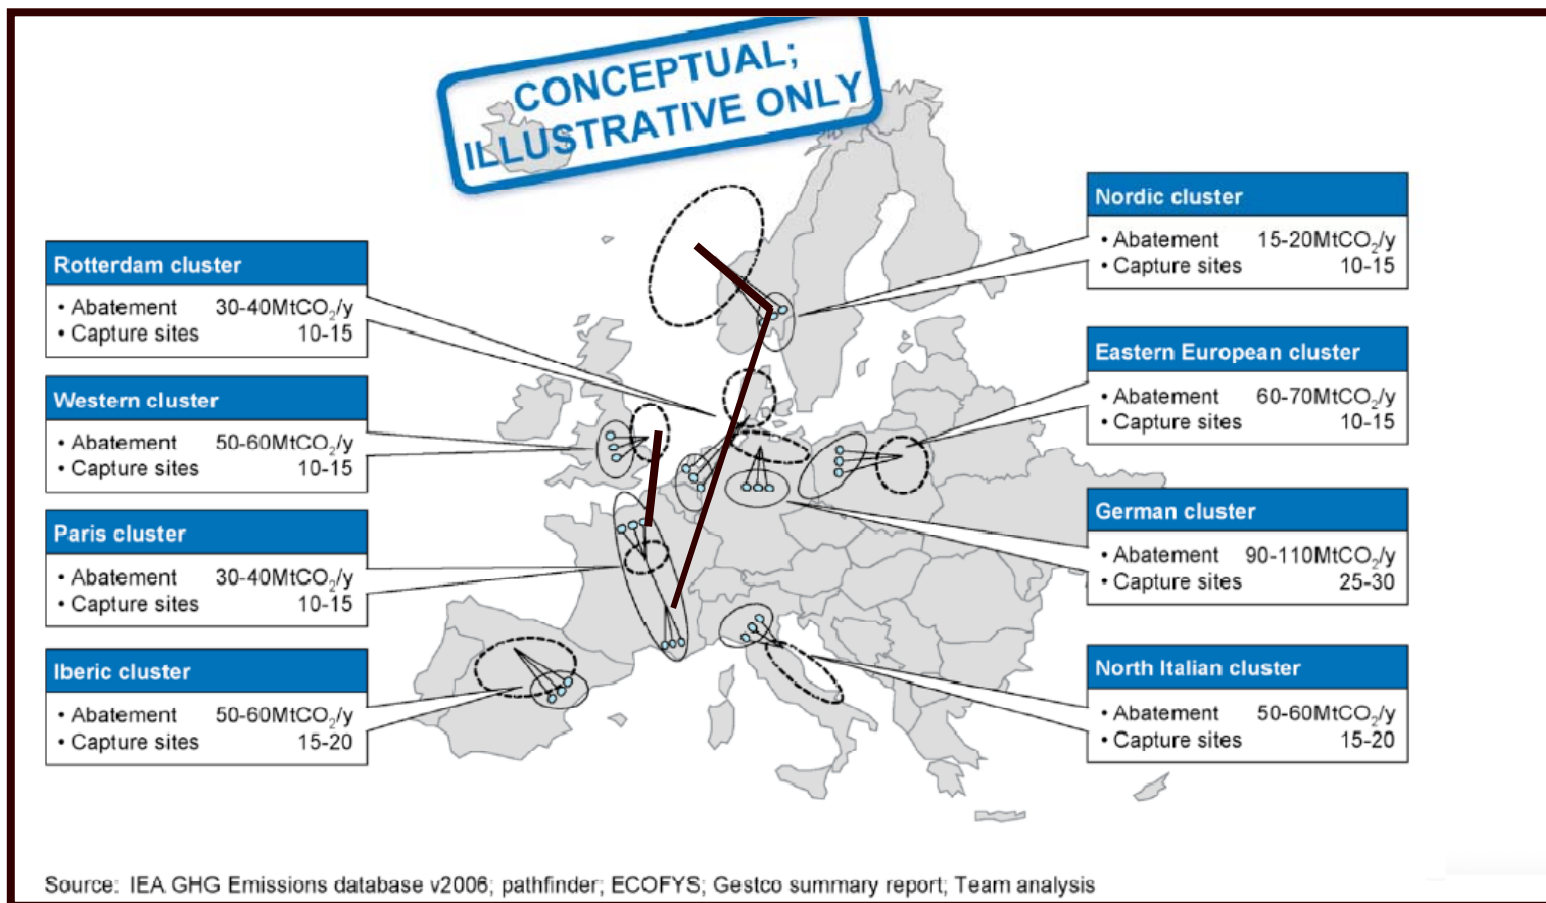 CONCEPTUAL;
ILLUSTRATIVE ONLY
Rotterdam cluster
• Abatement 30-40MtCO₂/y
• Capture sites 10-15
Western cluster
• Abatement 50-60MtCO₂/y
• Capture sites 10-15
Paris cluster
• Abatement 30-40MtCO₂/y
• Capture sites 10-15
Iberic cluster
• Abatement 50-60MtCO₂/y
• Capture sites 15-20
Nordic cluster
• Abatement 15-20MtCO₂/y
• Capture sites 10-15
Eastern European cluster
• Abatement 60-70MtCO₂/y
• Capture sites 10-15
German cluster
• Abatement 90-110MtCO₂/y
• Capture sites 25-30
North Italian cluster
• Abatement 50-60MtCO₂/y
• Capture sites 15-20
Source: IEA GHG Emissions database v2006; pathfinder; ECOFYS; Gestco summary report; Team analysis